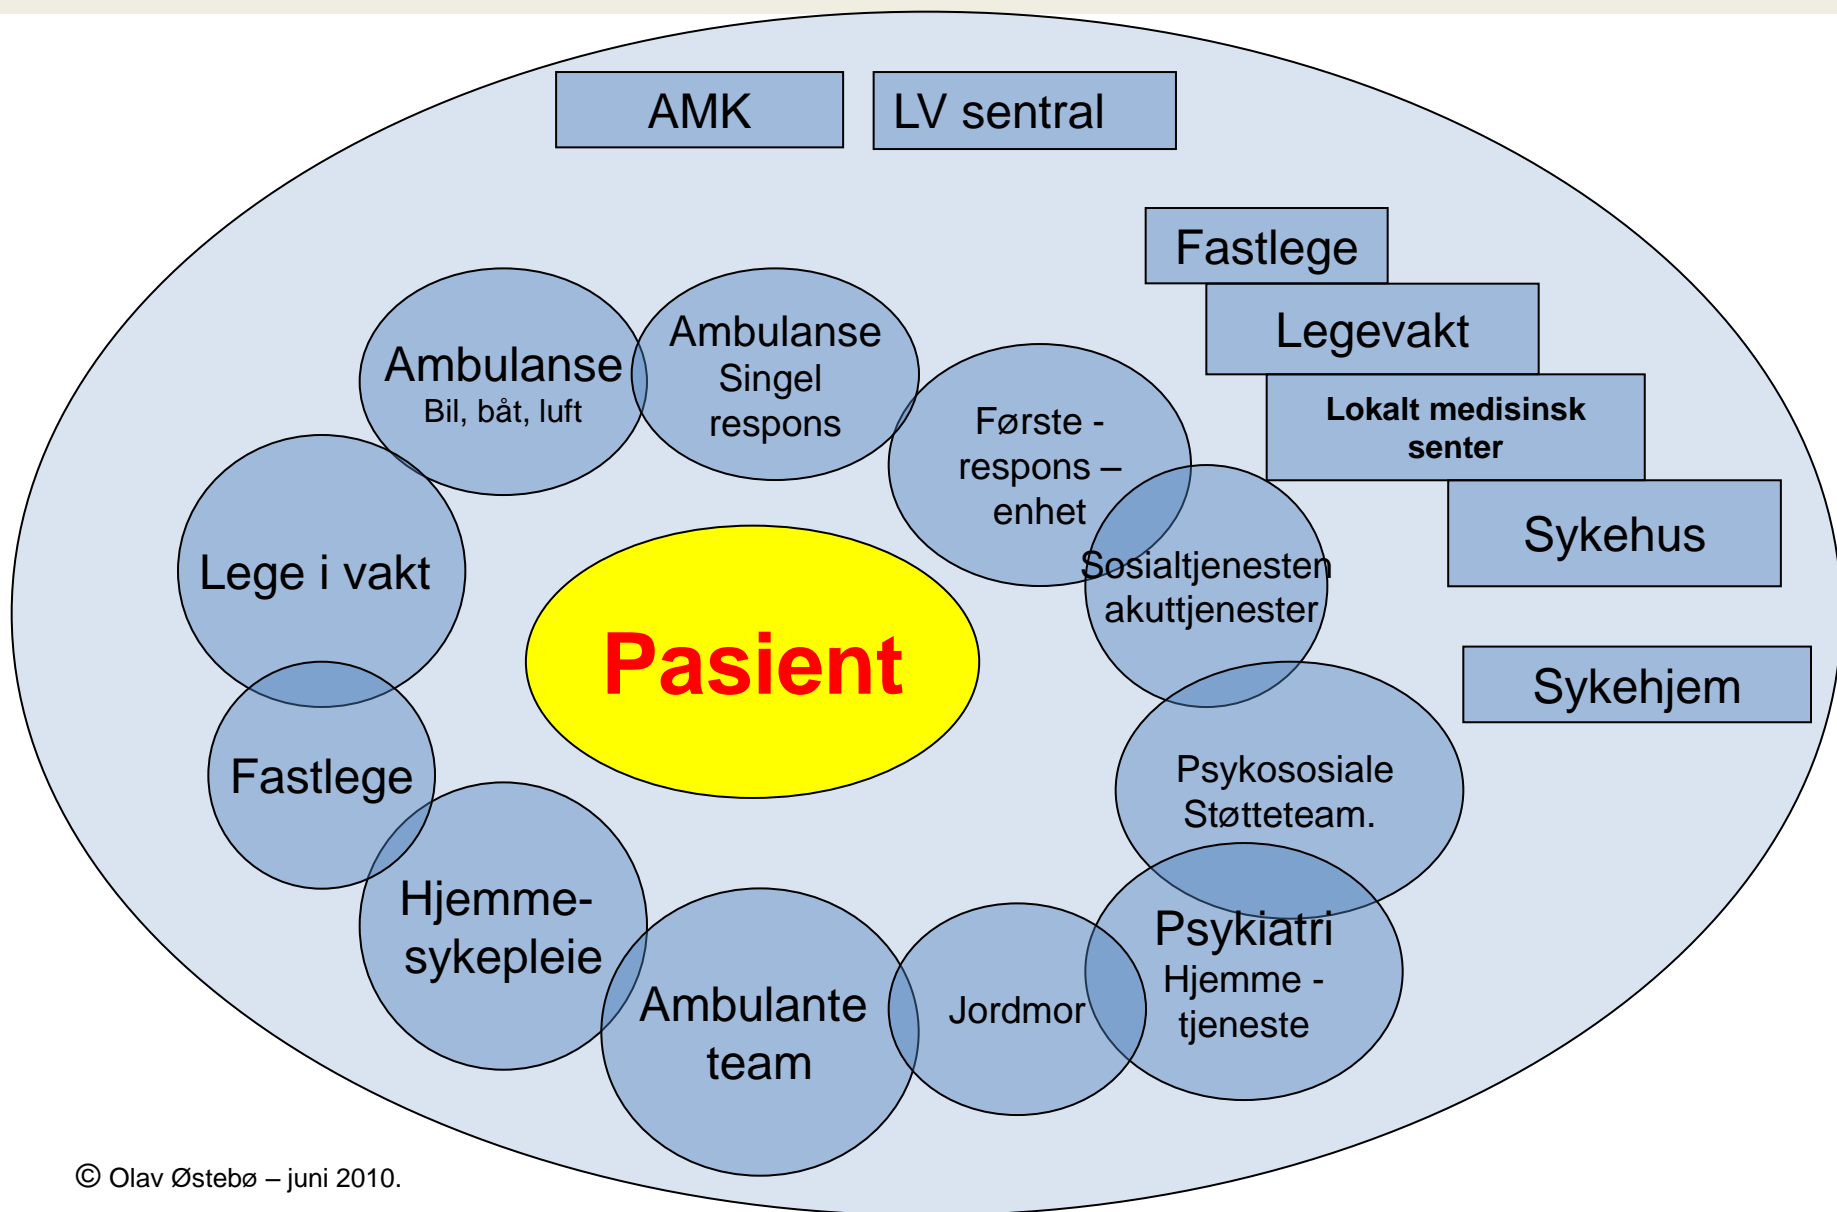 AMK
LV sentral
Fastlege
Legevakt
Lokalt medisinsk
senter
Sykehus
Sykehjem
Ambulanse
Bil, båt, luft
Ambulanse
Singel
respons
Første -
respons –
enhet
Sosialtjenesten
akuttjenester
Lege i vakt
Pasient
Fastlege
Psykososiale
Støtteteam.
Hjemme-
sykepleie
Ambulante
team
Jordmor
Psykiatri
Hjemme -
tjeneste
© Olav Østebø – juni 2010.